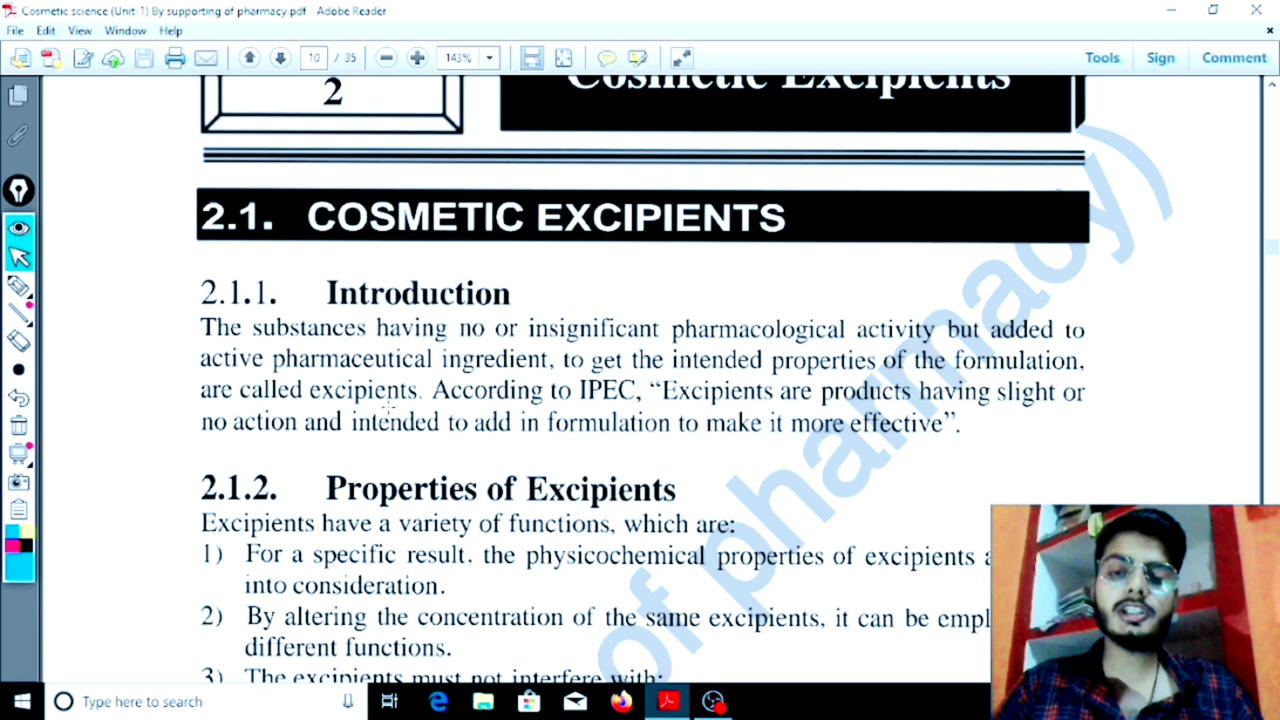 Cosmetic science (Unit-1) By supporting of pharmacy.pdf - Adobe Reader
File Edit View Window Help
10 / 35 143% Tools Sign Comment
2
Cosmetic Excipients
2.1. COSMETIC EXCIPIENTS
2.1.1. Introduction
The substances having no or insignificant pharmacological activity but added to
active pharmaceutical ingredient, to get the intended properties of the formulation,
are called excipients. According to IPEC, “Excipients are products having slight or
no action and intended to add in formulation to make it more effective”.
2.1.2. Properties of Excipients
Excipients have a variety of functions, which are:
1) For a specific result, the physicochemical properties of excipients
into consideration.
2) By altering the concentration of the same excipients, it can be empl
different functions.
3) The excipients must not interfere with:
of pharmacy)
Type here to search